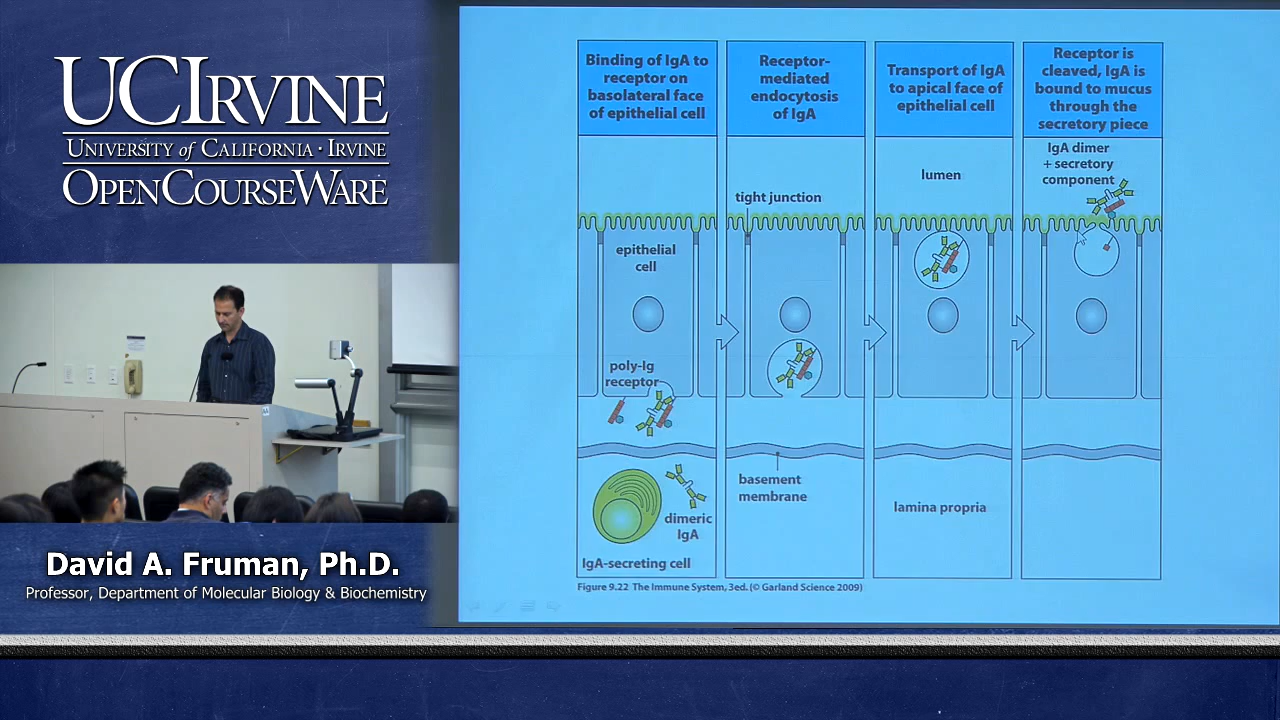 UCIRVINE
UNIVERSITY of CALIFORNIA · IRVINE
OPENCOURSEWARE
David A. Fruman, Ph.D.
Professor, Department of Molecular Biology & Biochemistry
Binding of IgA to
receptor on
basolateral face
of epithelial cell
Receptor-
mediated
endocytosis
of IgA
Transport of IgA
to apical face of
epithelial cell
Receptor is
cleaved, IgA is
bound to mucus
through the
secretory piece
epithelial
cell
poly-Ig
receptor
dimeric
IgA
IgA-secreting cell
tight junction
basement
membrane
lumen
lamina propria
IgA dimer
+ secretory
component
Figure 9.22 The Immune System, 3ed. (© Garland Science 2009)